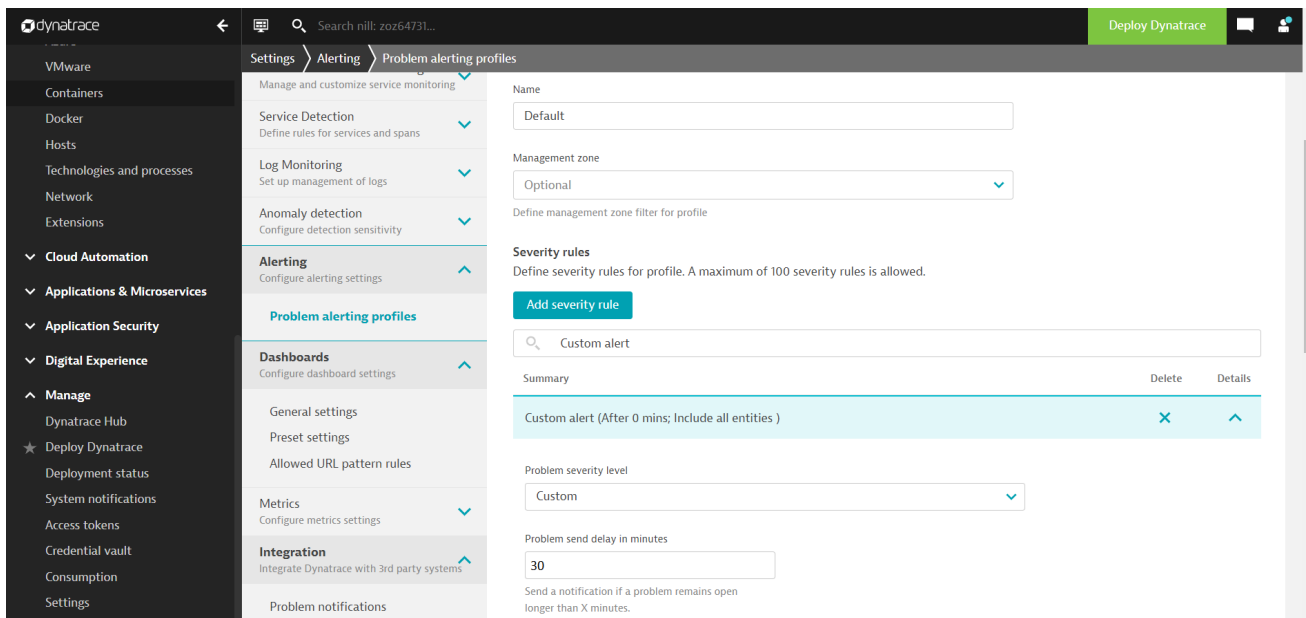 dynatrace
Search nill: zoz64731...
Deploy Dynatrace
Settings
Alerting
Problem alerting profiles
VMware
Containers
Docker
Hosts
Technologies and processes
Network
Extensions
Cloud Automation
Applications & Microservices
Application Security
Digital Experience
Manage
Dynatrace Hub
Deploy Dynatrace
Deployment status
System notifications
Access tokens
Credential vault
Consumption
Settings
Manage and customize service monitoring
Service Detection
Define rules for services and spans
Log Monitoring
Set up management of logs
Anomaly detection
Configure detection sensitivity
Alerting
Configure alerting settings
Problem alerting profiles
Dashboards
Configure dashboard settings
General settings
Preset settings
Allowed URL pattern rules
Metrics
Configure metrics settings
Integration
Integrate Dynatrace with 3rd party systems
Problem notifications
Name
Default
Management zone
Optional
Define management zone filter for profile
Severity rules
Define severity rules for profile. A maximum of 100 severity rules is allowed.
Add severity rule
Custom alert
Summary
Delete
Details
Custom alert (After 0 mins; Include all entities )
Problem severity level
Custom
Problem send delay in minutes
30
Send a notification if a problem remains open
longer than X minutes.